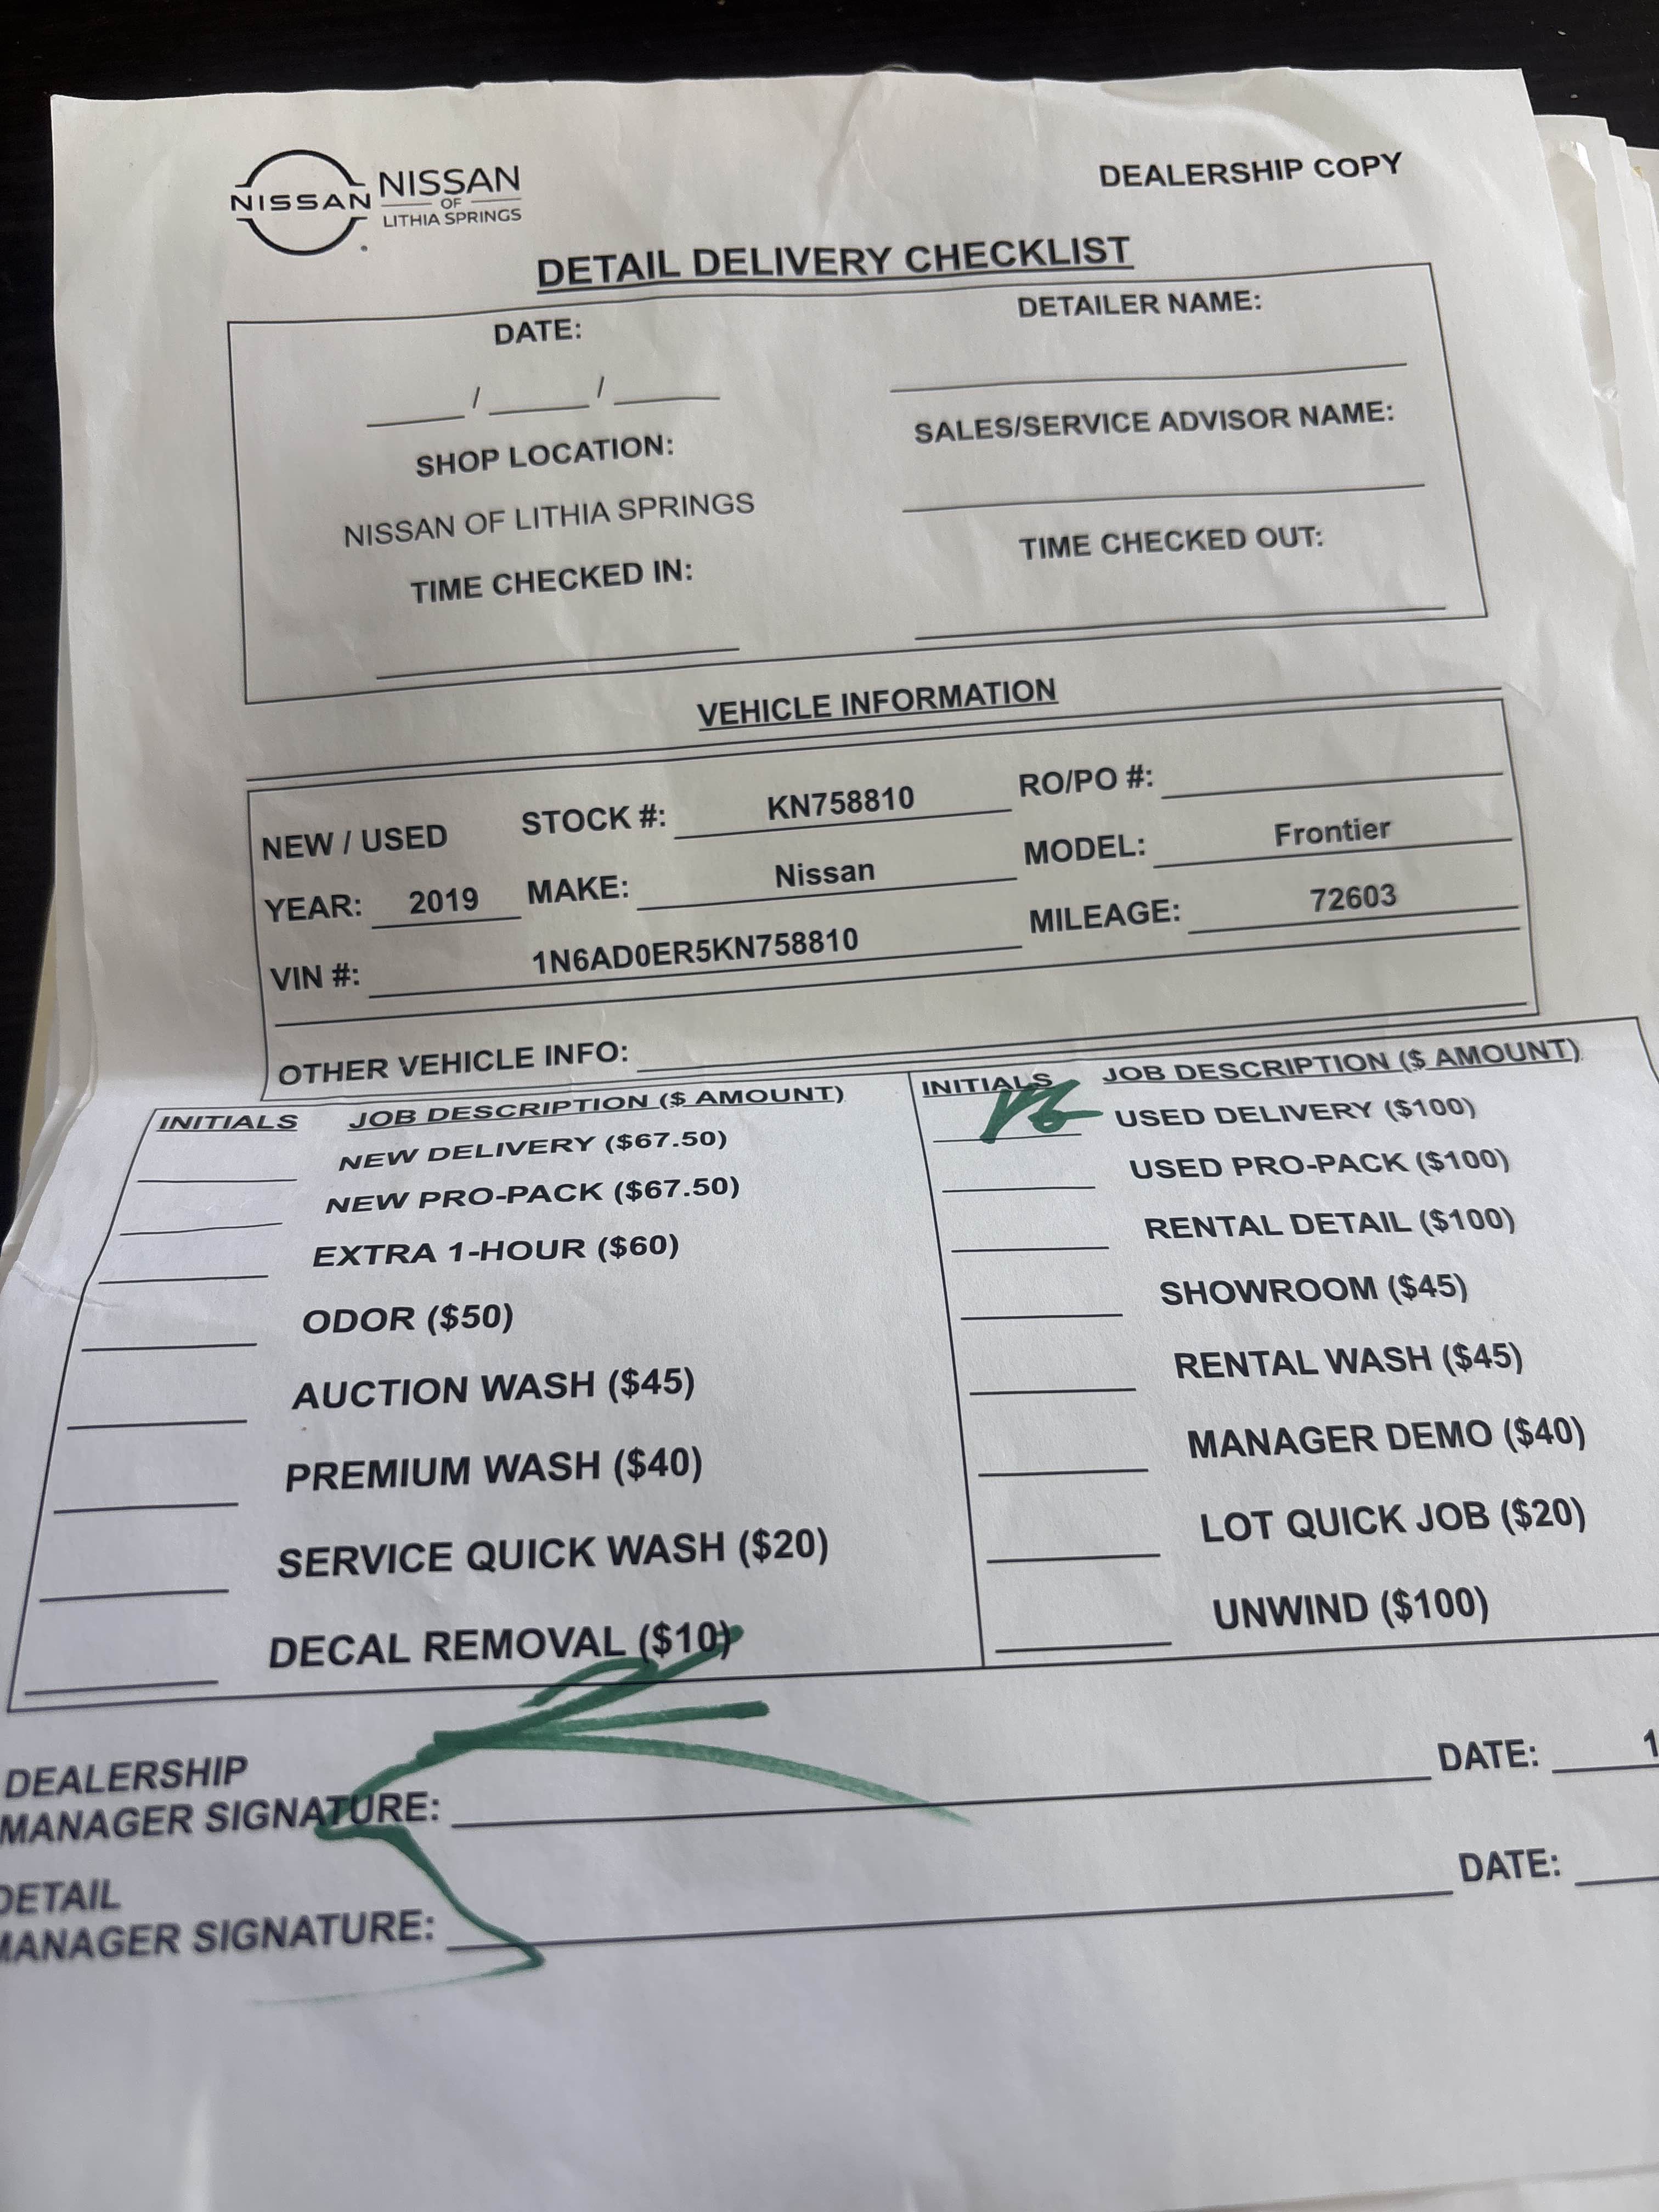 NISSAN
NISSAN
OF
LITHIA SPRINGS
DEALERSHIP COPY
DETAIL DELIVERY CHECKLIST
DATE:
___/___/___
DETAILER NAME:
SHOP LOCATION:
SALES/SERVICE ADVISOR NAME:
NISSAN OF LITHIA SPRINGS
TIME CHECKED IN:
TIME CHECKED OUT:
VEHICLE INFORMATION
NEW / USED STOCK #: KN758810 RO/PO #:
YEAR: 2019 MAKE: Nissan MODEL: Frontier
VIN #: 1N6AD0ER5KN758810 MILEAGE: 72603
OTHER VEHICLE INFO:
INITIALS JOB DESCRIPTION ($ AMOUNT)
NEW DELIVERY ($67.50)
NEW PRO-PACK ($67.50)
EXTRA 1-HOUR ($60)
ODOR ($50)
AUCTION WASH ($45)
PREMIUM WASH ($40)
SERVICE QUICK WASH ($20)
DECAL REMOVAL ($10)
INITIALS JOB DESCRIPTION ($ AMOUNT)
USED DELIVERY ($100)
USED PRO-PACK ($100)
RENTAL DETAIL ($100)
SHOWROOM ($45)
RENTAL WASH ($45)
MANAGER DEMO ($40)
LOT QUICK JOB ($20)
UNWIND ($100)
DEALERSHIP
MANAGER SIGNATURE: DATE: 1
DETAIL
MANAGER SIGNATURE: DATE: